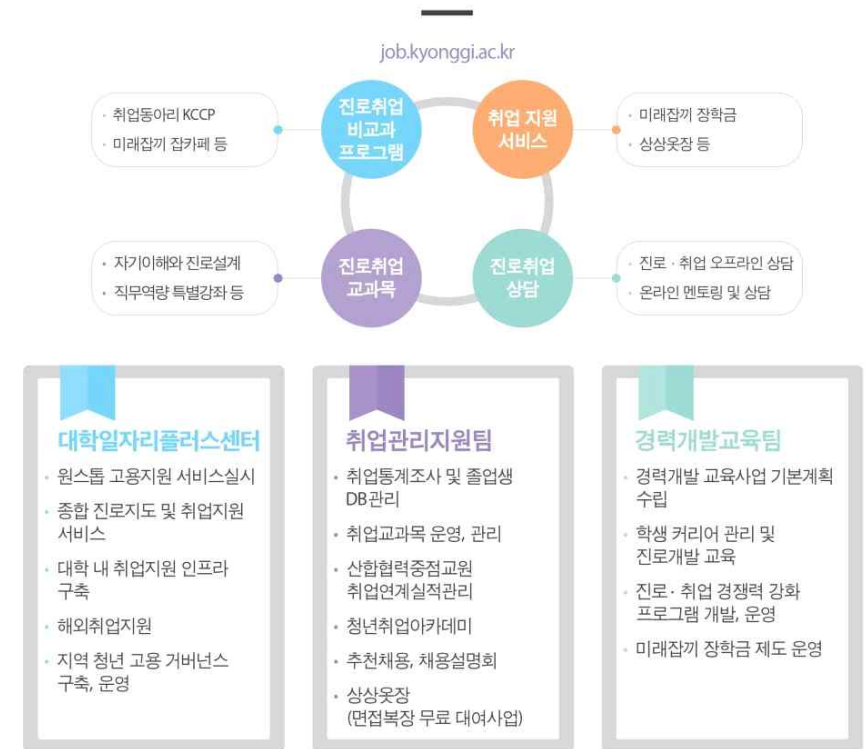 job.kyonggi.ac.kr
· 취업동아리 KCCP
· 미래잡끼 잡카페 등
진로취업
비교과
프로그램
취업 지원
서비스
· 미래잡끼 장학금
· 상상옷장 등
· 자기이해와 진로설계
· 직무역량 특별강좌 등
진로취업
교과목
진로취업
상담
· 진로 · 취업 오프라인 상담
· 온라인 멘토링 및 상담
대학일자리플러스센터
· 원스톱 고용지원 서비스실시
· 종합 진로지도 및 취업지원
서비스
· 대학 내 취업지원 인프라
구축
· 해외취업지원
· 지역 청년 고용 거버넌스
구축, 운영
취업관리지원팀
· 취업통계조사 및 졸업생
DB관리
· 취업교과목 운영, 관리
· 산합협력중점교원
취업연계실적관리
· 청년취업아카데미
· 추천채용, 채용설명회
· 상상옷장
(면접복장 무료 대여사업)
경력개발교육팀
· 경력개발 교육사업 기본계획
수립
· 학생 커리어 관리 및
진로개발 교육
· 진로 · 취업 경쟁력 강화
프로그램 개발, 운영
· 미래잡끼 장학금 제도 운영